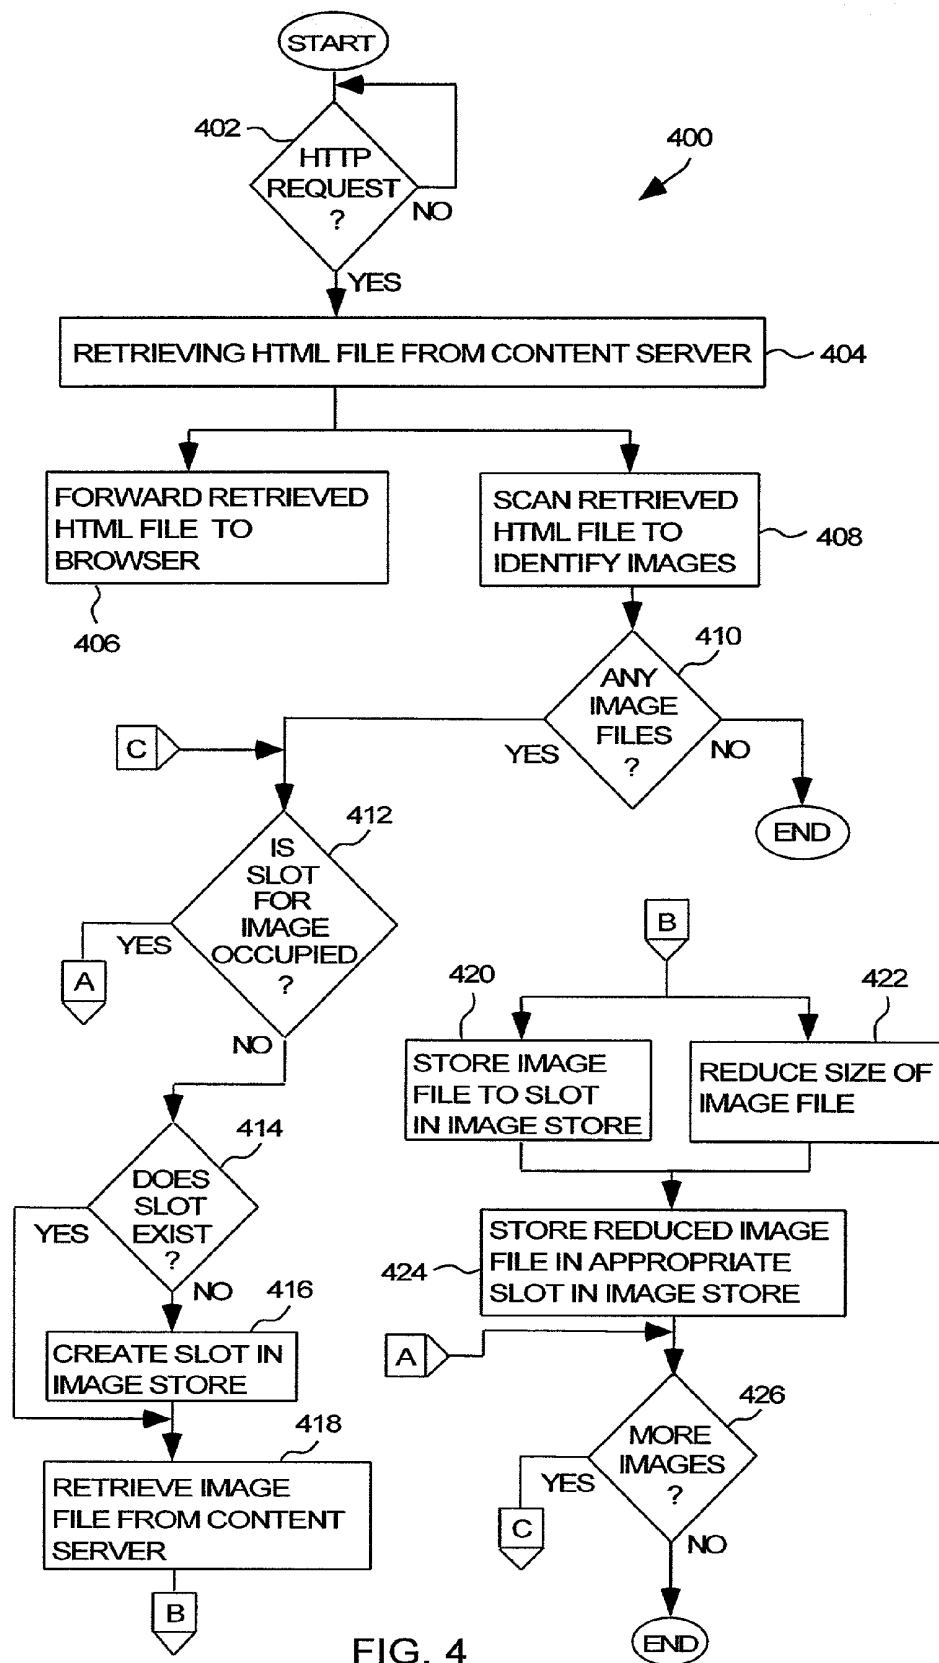 START
402
HTTP
REQUEST
?
NO
YES
400
RETRIEVING HTML FILE FROM CONTENT SERVER
404
FORWARD RETRIEVED
HTML FILE TO
BROWSER
406
SCAN RETRIEVED
HTML FILE TO
IDENTIFY IMAGES
408
410
ANY
IMAGE
FILES
?
YES
NO
END
C
412
IS
SLOT
FOR
IMAGE
OCCUPIED
?
YES
A
NO
414
DOES
SLOT
EXIST
?
YES
NO
416
CREATE SLOT IN
IMAGE STORE
418
RETRIEVE IMAGE
FILE FROM CONTENT
SERVER
B
B
420
STORE IMAGE
FILE TO SLOT
IN IMAGE STORE
422
REDUCE SIZE OF
IMAGE FILE
STORE REDUCED IMAGE
FILE IN APPROPRIATE
SLOT IN IMAGE STORE
424
A
426
MORE
IMAGES
?
YES
C
NO
END
FIG. 4